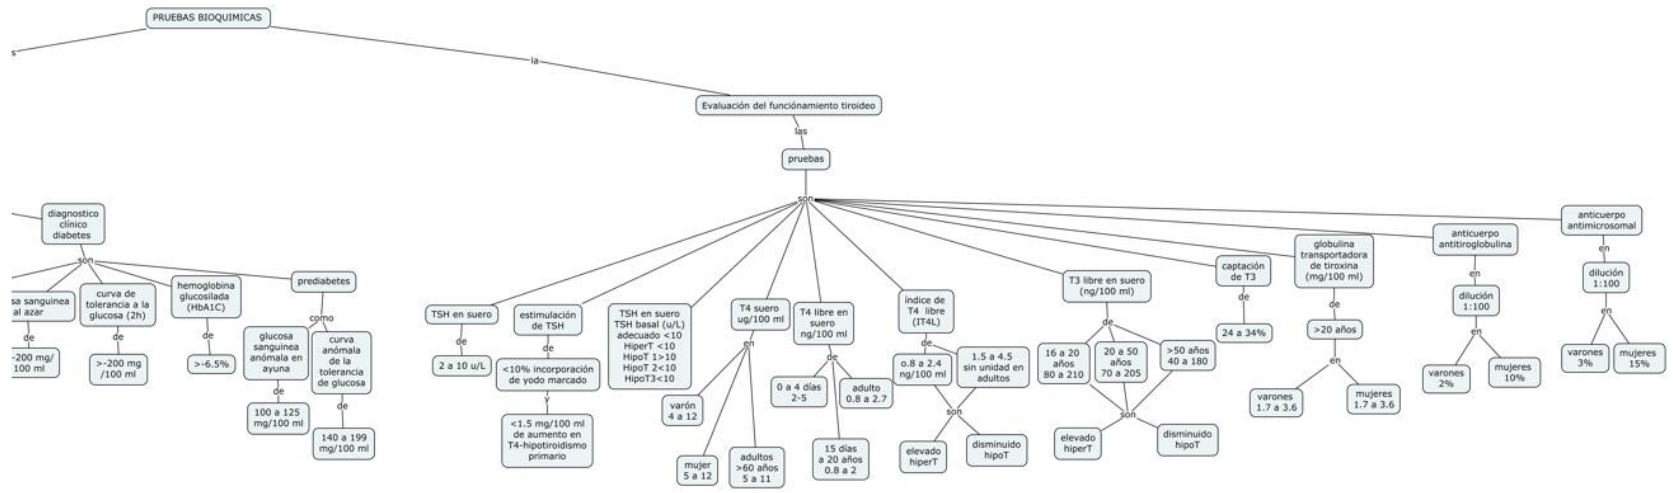 PRUEBAS BIOQUIMICAS
s
la
Evaluación del funciónamiento tiroideo
las
pruebas
son
diagnostico
clínico
diabetes
son
sa sanguinea
al azar
de
-200 mg/
100 ml
curva de
tolerancia a la
glucosa (2h)
de
>-200 mg
/100 ml
hemoglobina
glucosilada
(HbA1C)
de
>-6.5%
prediabetes
como
glucosa
sanguinea
anómala en
ayuna
de
100 a 125
mg/100 ml
curva
anómala
de la
tolerancia
de glucosa
de
140 a 199
mg/100 ml
TSH en suero
de
2 a 10 u/L
estimulación
de TSH
de
<10% incorporación
de yodo marcado
y
<1.5 mg/100 ml
de aumento en
T4-hipotiroidismo
primario
TSH en suero
TSH basal (u/L)
adecuado <10
HiperT <10
HipoT 1>10
HipoT 2<10
HipoT3<10
T4 suero
ug/100 ml
en
varón
4 a 12
mujer
5 a 12
adultos
>60 años
5 a 11
T4 libre en
suero
ng/100 ml
de
0 a 4 días
2-5
15 días
a 20 años
0.8 a 2
adulto
0.8 a 2.7
índice de
T4 libre
(IT4L)
de
o.8 a 2.4
ng/100 ml
1.5 a 4.5
sin unidad en
adultos
son
elevado
hiperT
disminuido
hipoT
T3 libre en suero
(ng/100 ml)
de
16 a 20
años
80 a 210
20 a 50
años
70 a 205
>50 años
40 a 180
son
elevado
hiperT
disminuido
hipoT
captación
de T3
de
24 a 34%
globulina
transportadora
de tiroxina
(mg/100 ml)
de
>20 años
en
varones
1.7 a 3.6
mujeres
1.7 a 3.6
anticuerpo
antitiroglobulina
en
dilución
1:100
en
varones
2%
mujeres
10%
anticuerpo
antimicrosomal
en
dilución
1:100
en
varones
3%
mujeres
15%